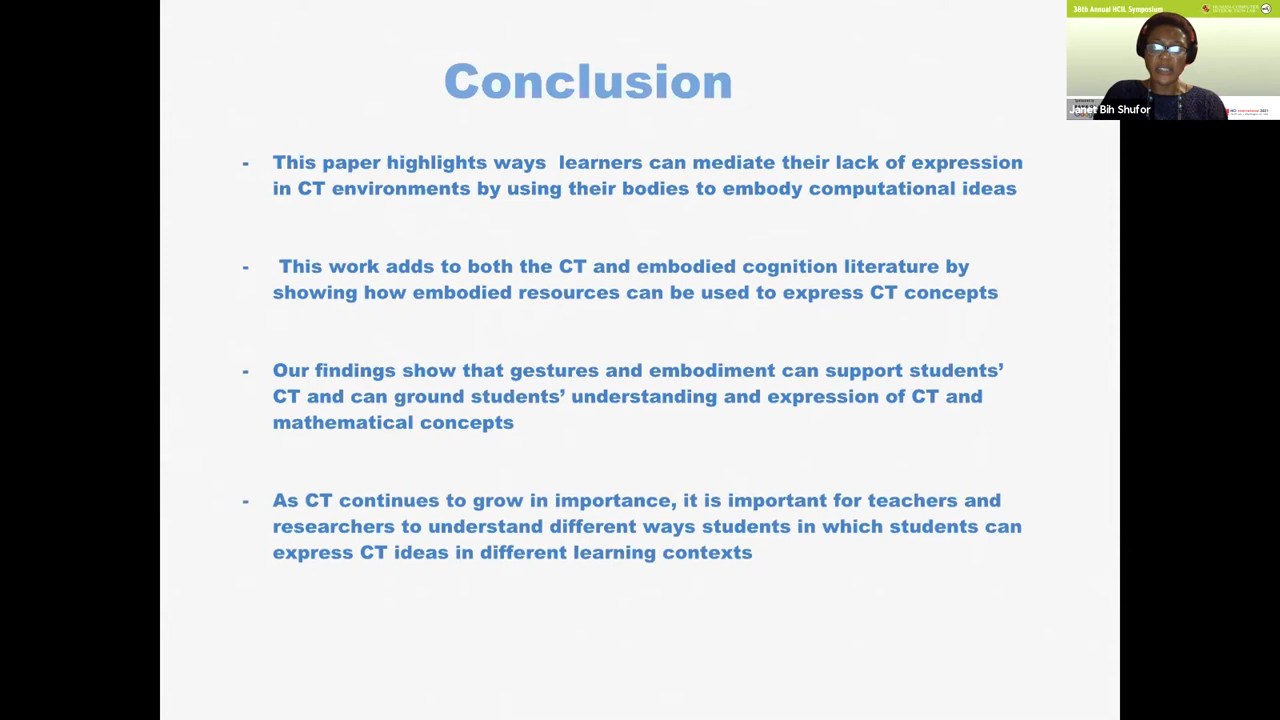 Conclusion
- This paper highlights ways learners can mediate their lack of expression
in CT environments by using their bodies to embody computational ideas
- This work adds to both the CT and embodied cognition literature by
showing how embodied resources can be used to express CT concepts
- Our findings show that gestures and embodiment can support students’
CT and can ground students’ understanding and expression of CT and
mathematical concepts
- As CT continues to grow in importance, it is important for teachers and
researchers to understand different ways students in which students can
express CT ideas in different learning contexts
38th Annual HCIL Symposium
Janet Bih Shufor